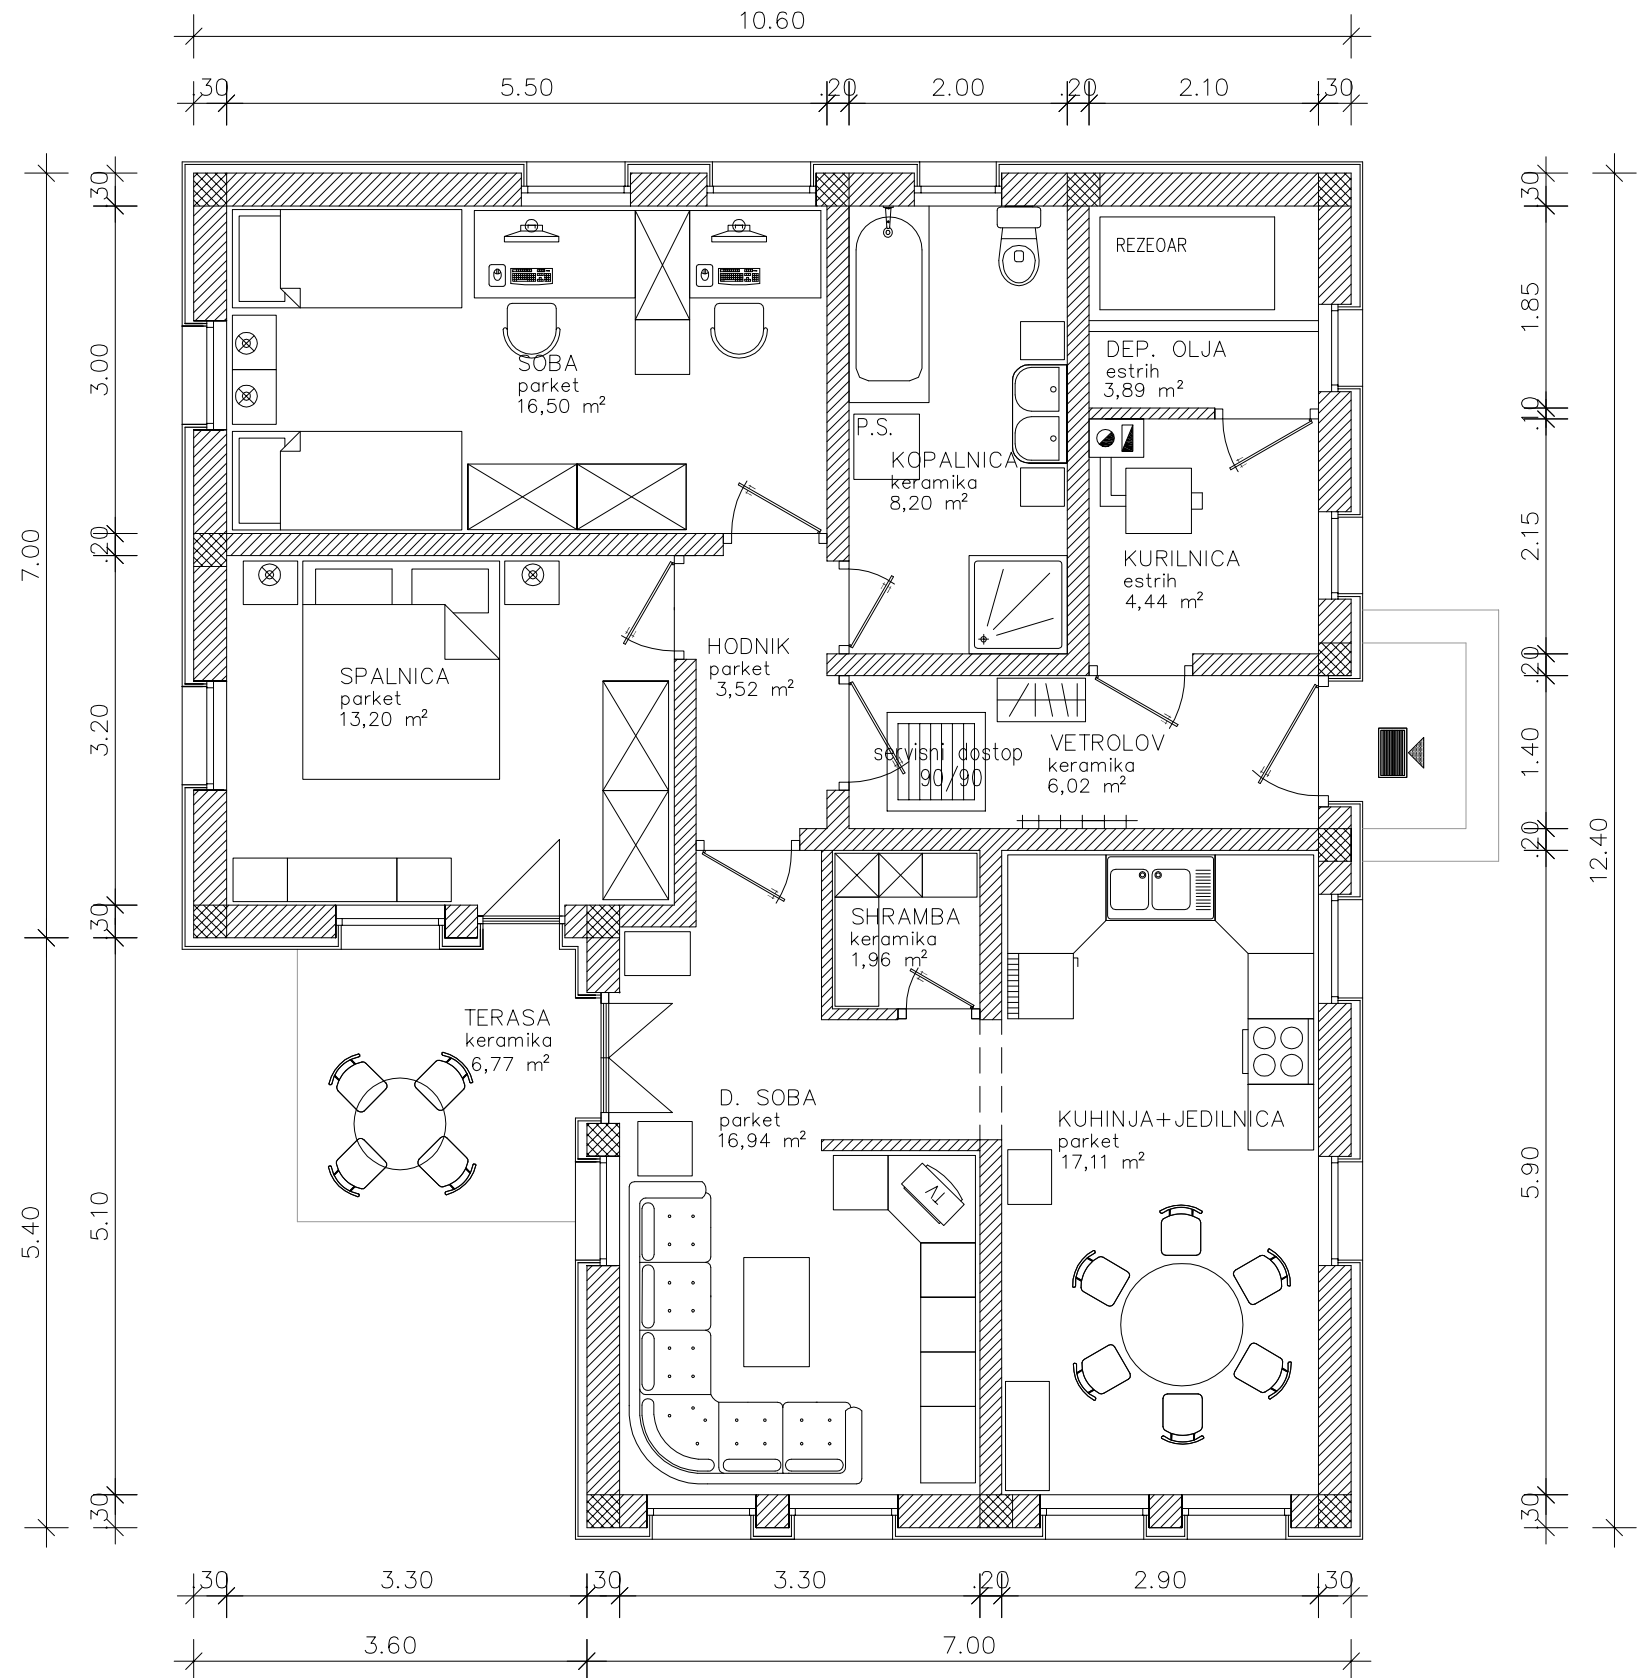 10.60
.30
5.50
.20
2.00
.20
2.10
.30
.30
3.00
.20
3.20
.30
5.10
.30
7.00
5.40
.30
1.85
.10
2.15
.20
1.40
.20
5.90
.30
12.40
REZEOAR
DEP. OLJA
estrih
3,89 m²
SOBA
parket
16,50 m²
P.S.
KOPALNICA
keramika
8,20 m²
KURILNICA
estrih
4,44 m²
HODNIK
parket
3,52 m²
SPALNICA
parket
13,20 m²
servisni dostop
90/90
VETROLOV
keramika
6,02 m²
SHRAMBA
keramika
1,96 m²
TERASA
keramika
6,77 m²
D. SOBA
parket
16,94 m²
KUHINJA+JEDILNICA
parket
17,11 m²
TV
.30
3.30
.30
3.30
.20
2.90
.30
3.60
7.00